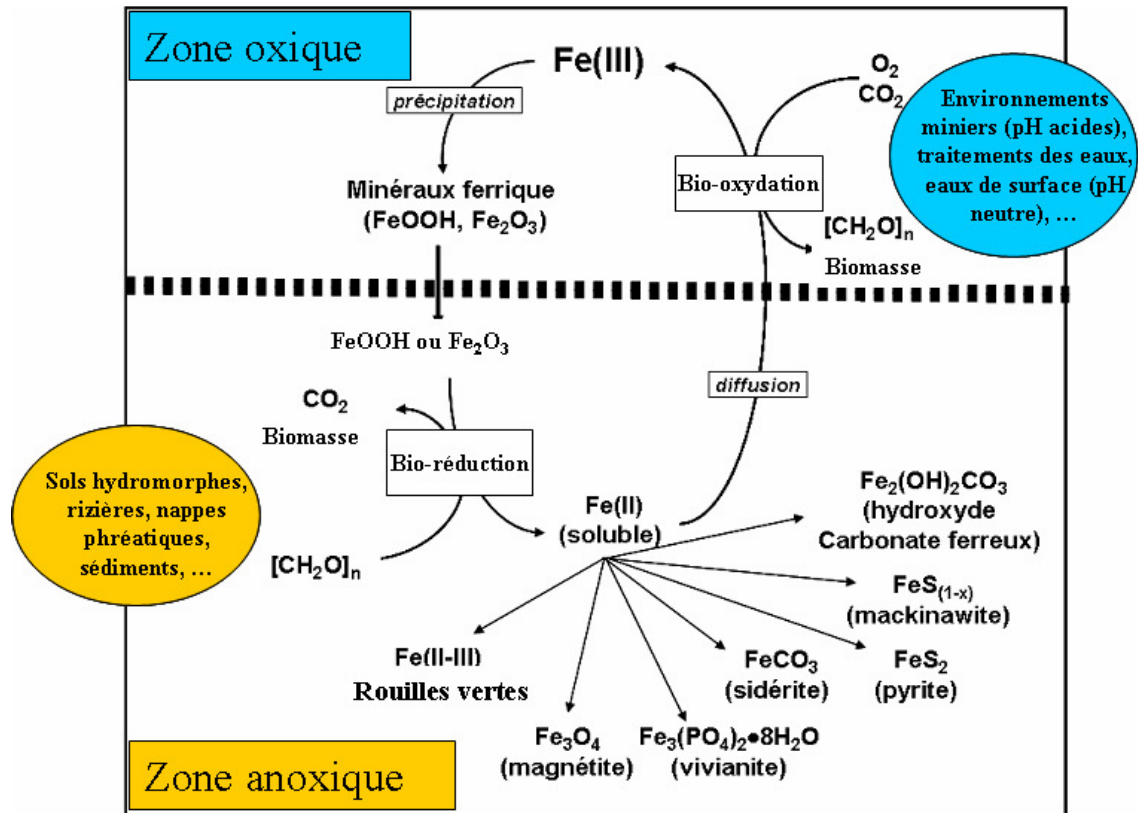 Zone oxique
Fe(III)
O₂
CO₂
précipitation
Environnements
miniers (pH acides),
traitements des eaux,
eaux de surface (pH
neutre), ...
Bio-oxydation
Minéraux ferrique
(FeOOH, Fe₂O₃)
[CH₂O]n
Biomasse
FeOOH ou Fe₂O₃
diffusion
CO₂
Biomasse
Bio-réduction
Sols hydromorphes,
rizières, nappes
phréatiques,
sédiments, ...
[CH₂O]n
Fe(II)
(soluble)
Fe₂(OH)₂CO₃
(hydroxyde
Carbonate ferreux)
FeS(1-x)
(mackinawite)
Fe(II-III)
Rouilles vertes
FeCO₃
(sidérite)
FeS₂
(pyrite)
Fe₃O₄
(magnétite)
Fe₃(PO₄)₂•8H₂O
(vivianite)
Zone anoxique